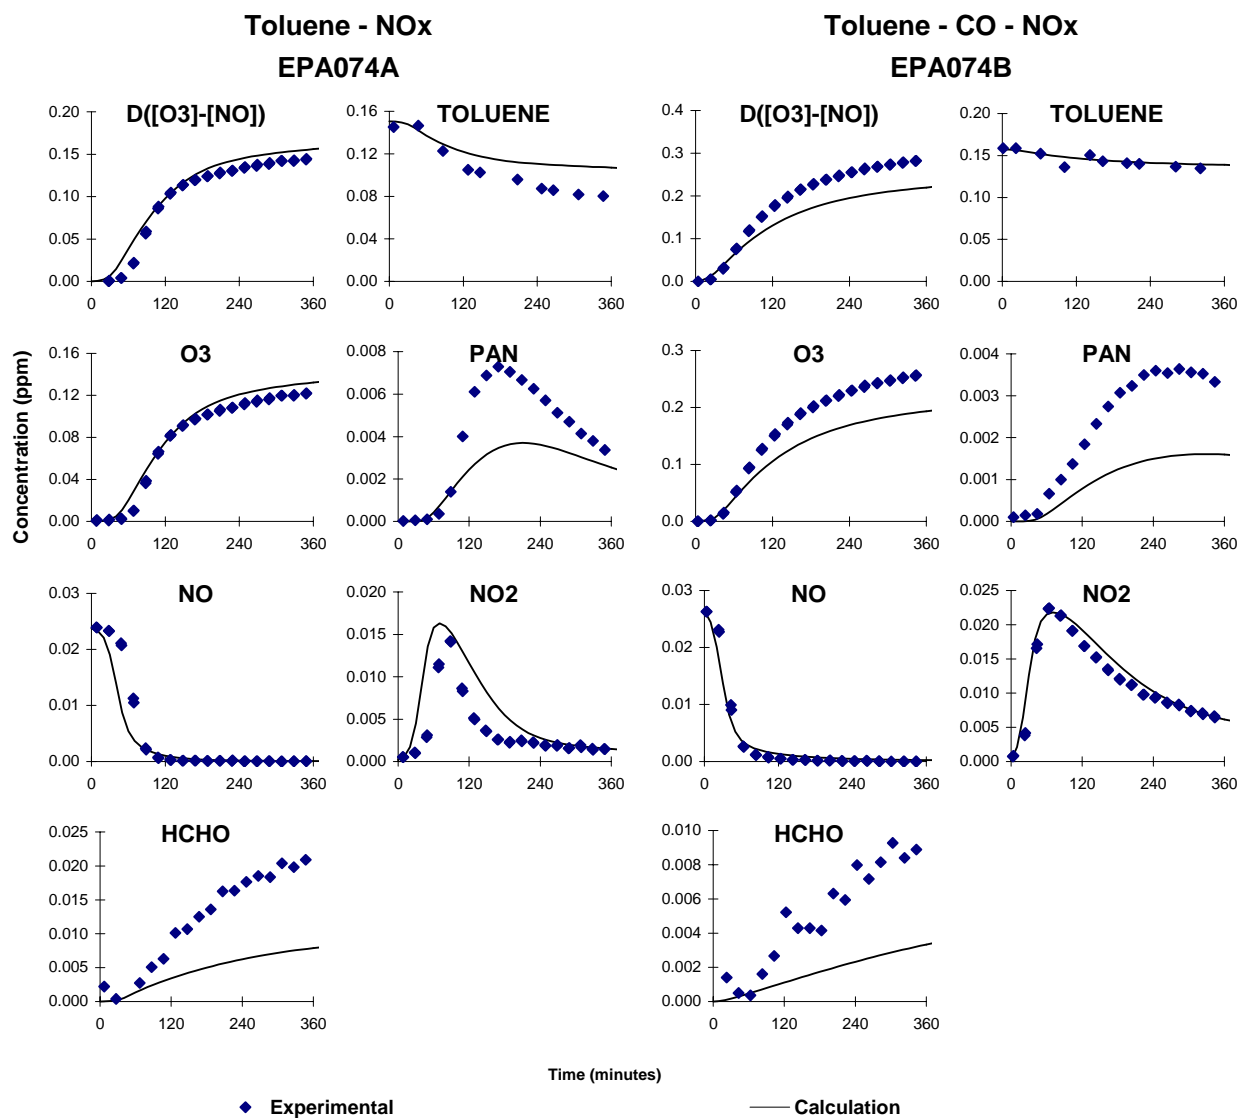 Toluene - NOx
Toluene - CO - NOx
EPA074A
EPA074B
D([O3]-[NO])
0.20
0.15
0.10
0.05
0.00
0 120 240 360
TOLUENE
0.16
0.12
0.08
0.04
0.00
0 120 240 360
D([O3]-[NO])
0.4
0.3
0.2
0.1
0.0
0 120 240 360
TOLUENE
0.20
0.15
0.10
0.05
0.00
0 120 240 360
Concentration (ppm)
O3
0.16
0.12
0.08
0.04
0.00
0 120 240 360
PAN
0.008
0.006
0.004
0.002
0.000
0 120 240 360
O3
0.3
0.2
0.1
0.0
0 120 240 360
PAN
0.004
0.003
0.002
0.001
0.000
0 120 240 360
NO
0.03
0.02
0.01
0.00
0 120 240 360
NO2
0.020
0.015
0.010
0.005
0.000
0 120 240 360
NO
0.03
0.02
0.01
0.00
0 120 240 360
NO2
0.025
0.020
0.015
0.010
0.005
0.000
0 120 240 360
HCHO
0.025
0.020
0.015
0.010
0.005
0.000
0 120 240 360
HCHO
0.010
0.008
0.006
0.004
0.002
0.000
0 120 240 360
Time (minutes)
Experimental
Calculation